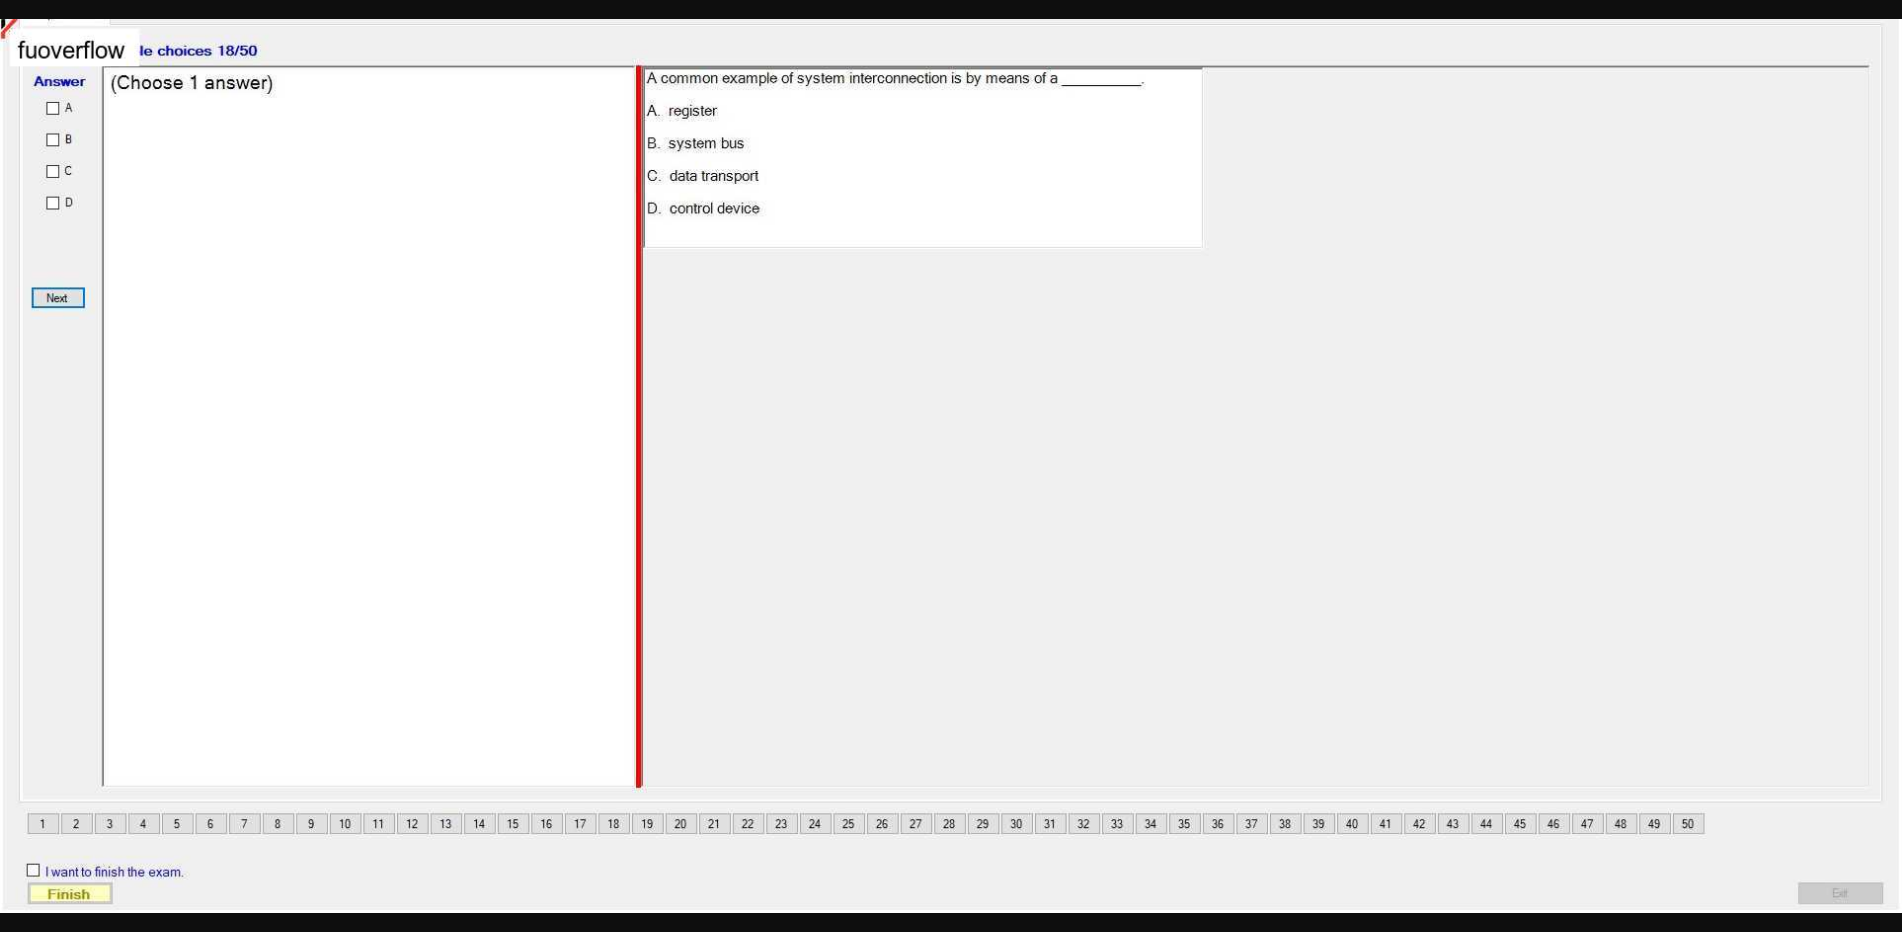 fuoverflow le choices 18/50
Answer
(Choose 1 answer)
A
B
C
D
Next
A common example of system interconnection is by means of a __________.
A. register
B. system bus
C. data transport
D. control device
1 2 3 4 5 6 7 8 9 10 11 12 13 14 15 16 17 18 19 20 21 22 23 24 25 26 27 28 29 30 31 32 33 34 35 36 37 38 39 40 41 42 43 44 45 46 47 48 49 50
I want to finish the exam.
Finish
Exit